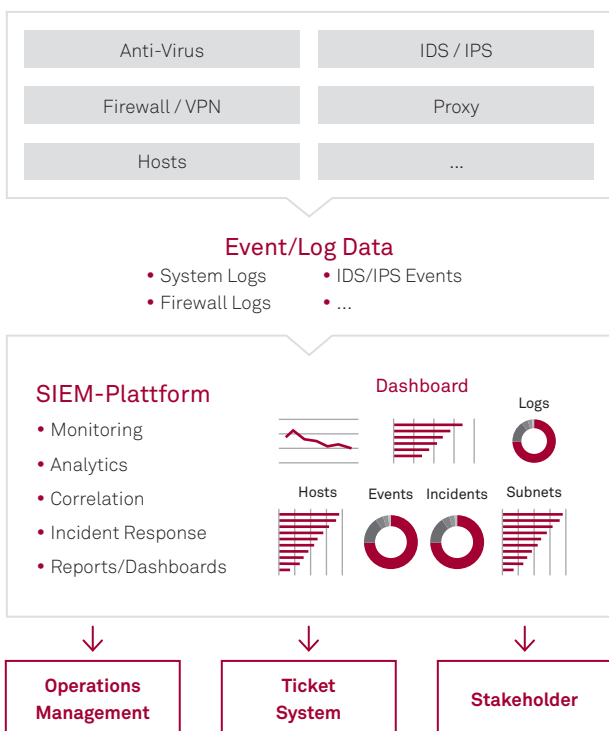 Anti-Virus
IDS / IPS
Firewall / VPN
Proxy
Hosts
...
Event/Log Data
• System Logs
• IDS/IPS Events
• Firewall Logs
• ...
SIEM-Plattform
• Monitoring
• Analytics
• Correlation
• Incident Response
• Reports/Dashboards
Dashboard
Logs
Hosts
Events
Incidents
Subnets
Operations
Management
Ticket
System
Stakeholder